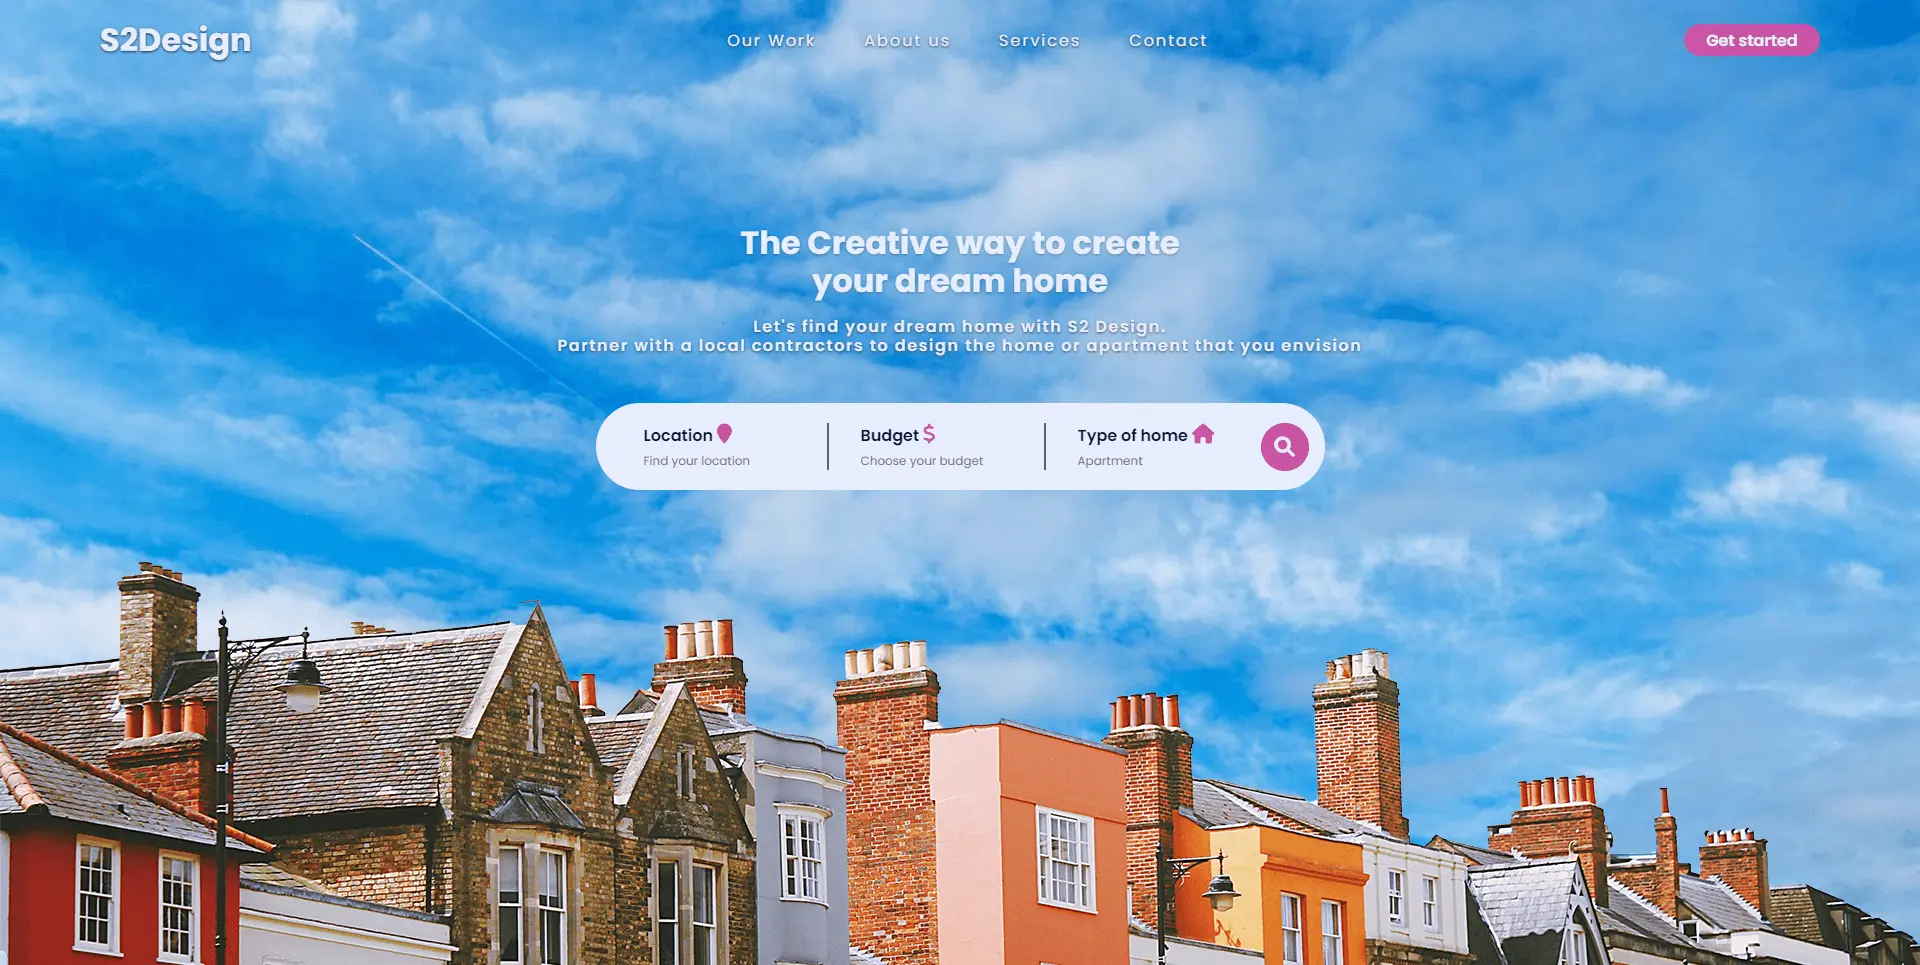 S2Design
Our Work About us Services Contact
Get started
The Creative way to create
your dream home
Let's find your dream home with S2 Design.
Partner with a local contractors to design the home or apartment that you envision
Location
Find your location
Budget $
Choose your budget
Type of home
Apartment